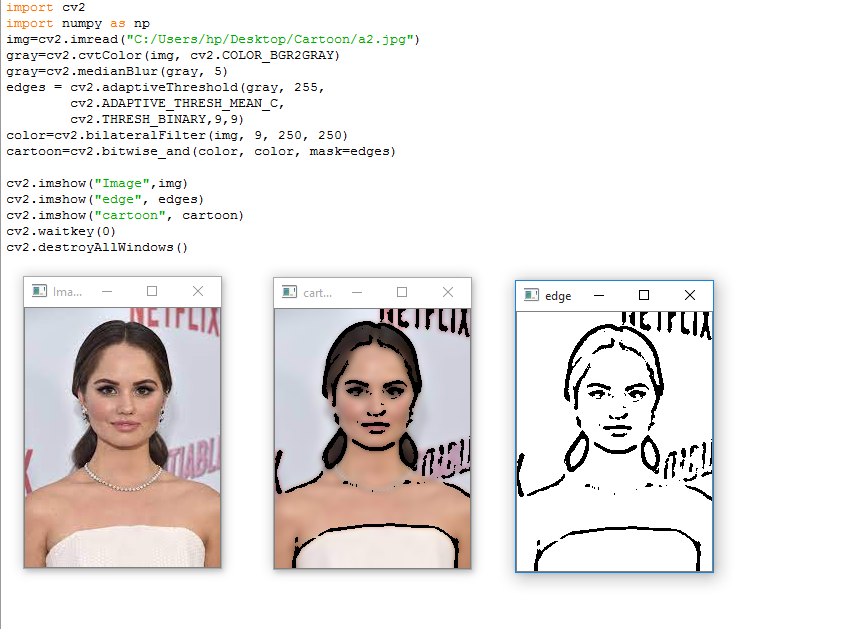 import cv2
import numpy as np
img=cv2.imread("C:/Users/hp/Desktop/Cartoon/a2.jpg")
gray=cv2.cvtColor(img, cv2.COLOR_BGR2GRAY)
gray=cv2.medianBlur(gray, 5)
edges = cv2.adaptiveThreshold(gray, 255,
        cv2.ADAPTIVE_THRESH_MEAN_C,
        cv2.THRESH_BINARY,9,9)
color=cv2.bilateralFilter(img, 9, 250, 250)
cartoon=cv2.bitwise_and(color, color, mask=edges)
cv2.imshow("Image",img)
cv2.imshow("edge", edges)
cv2.imshow("cartoon", cartoon)
cv2.waitkey(0)
cv2.destroyAllWindows()
Ima... cart... edge
NETFLIX NETFLIX NETFLIX